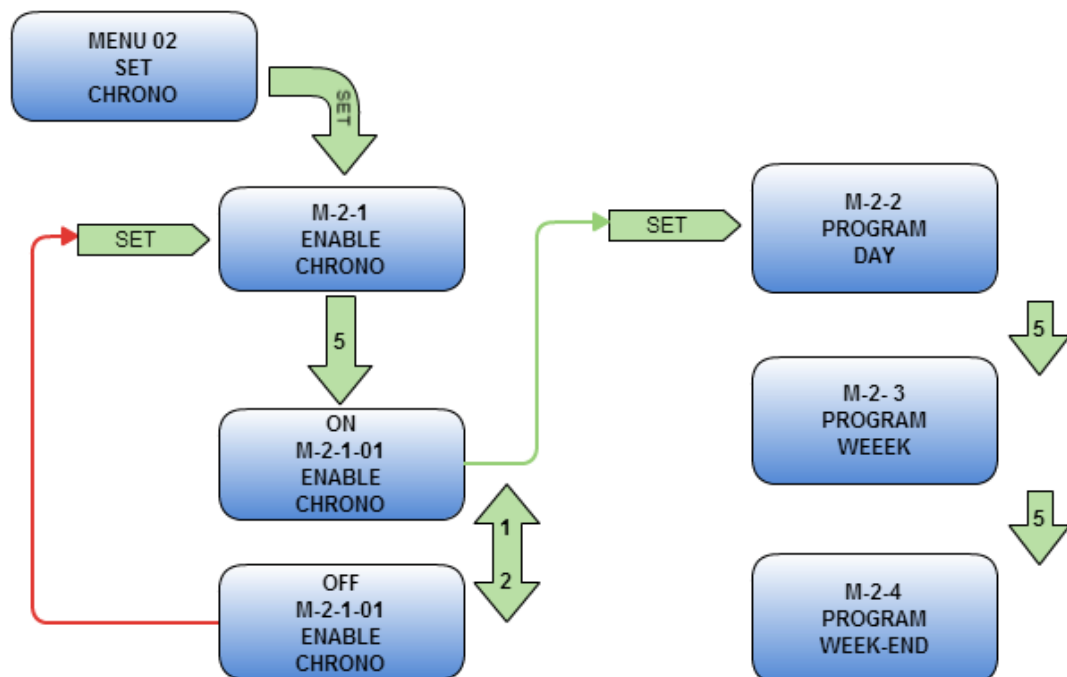 MENU 02
SET
CHRONO
SET
M-2-1
ENABLE
CHRONO
SET
5
ON
M-2-1-01
ENABLE
CHRONO
1
2
OFF
M-2-1-01
ENABLE
CHRONO
SET
M-2-2
PROGRAM
DAY
5
M-2- 3
PROGRAM
WEEEK
5
M-2-4
PROGRAM
WEEK-END